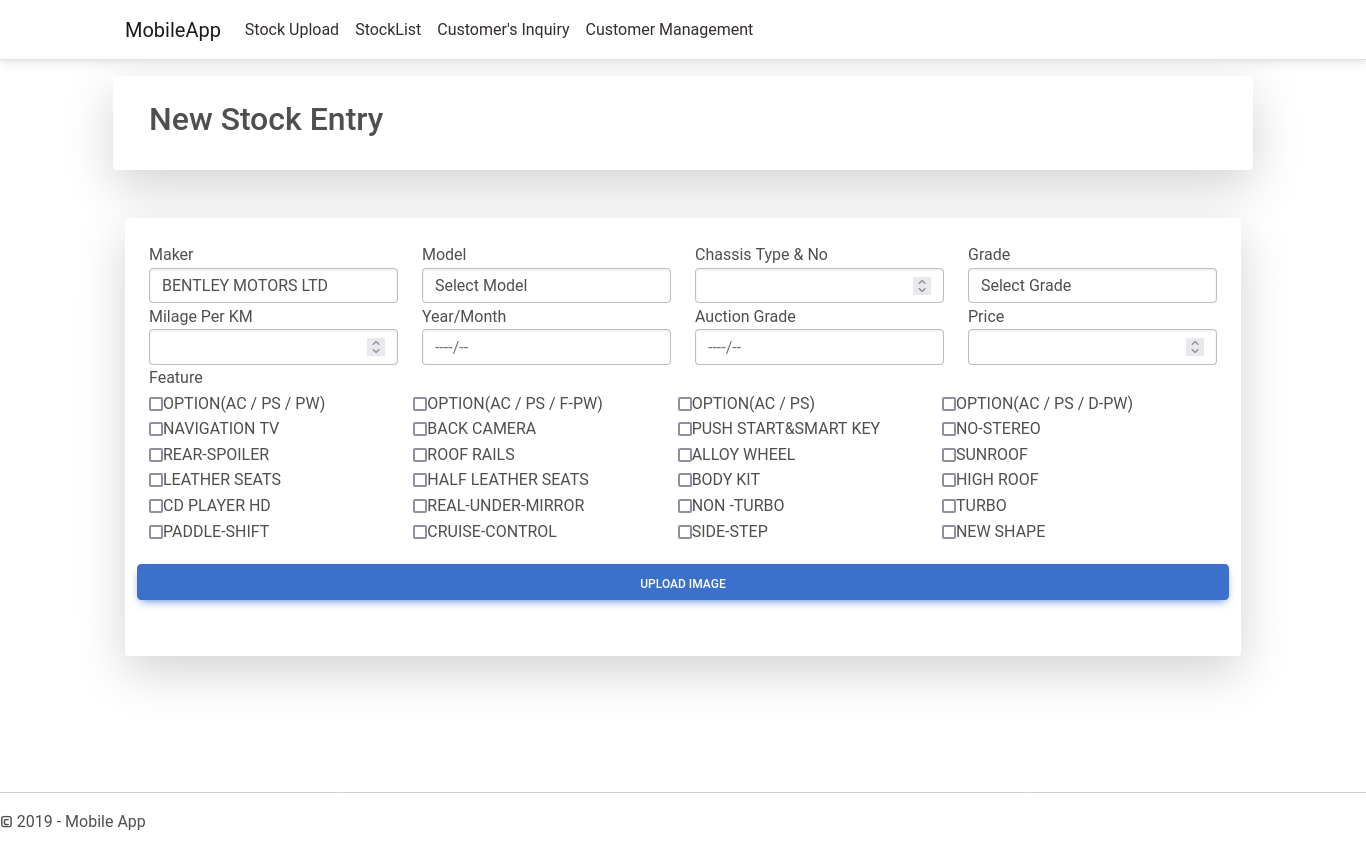 MobileApp Stock Upload StockList Customer's Inquiry Customer Management
New Stock Entry
Maker Model Chassis Type & No Grade
BENTLEY MOTORS LTD Select Model Select Grade
Milage Per KM Year/Month Auction Grade Price
----/-- ----/--
Feature
OPTION(AC / PS / PW) OPTION(AC / PS / F-PW) OPTION(AC / PS) OPTION(AC / PS / D-PW)
NAVIGATION TV BACK CAMERA PUSH START&SMART KEY NO-STEREO
REAR-SPOILER ROOF RAILS ALLOY WHEEL SUNROOF
LEATHER SEATS HALF LEATHER SEATS BODY KIT HIGH ROOF
CD PLAYER HD REAL-UNDER-MIRROR NON -TURBO TURBO
PADDLE-SHIFT CRUISE-CONTROL SIDE-STEP NEW SHAPE
UPLOAD IMAGE
© 2019 - Mobile App